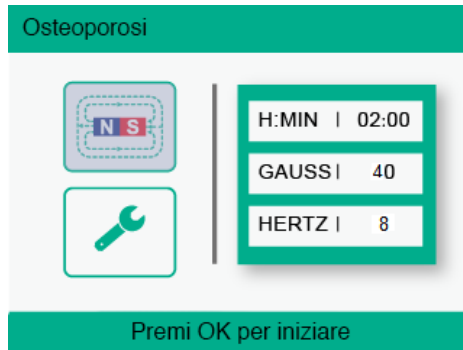 Osteoporosi
N S
H:MIN | 02:00
GAUSS | 40
HERTZ | 8
Premi OK per iniziare